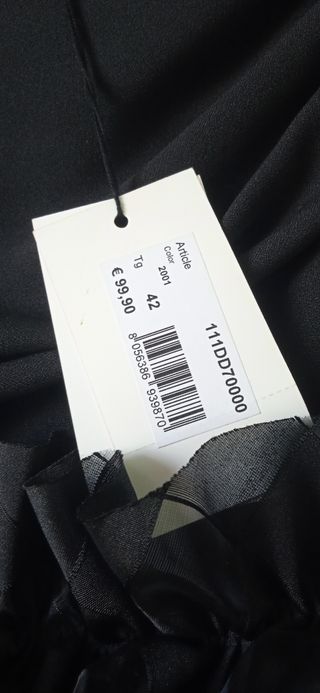 Article 111DD70000
Color 2001
Tg 42
€ 99,90
8 056386 939870